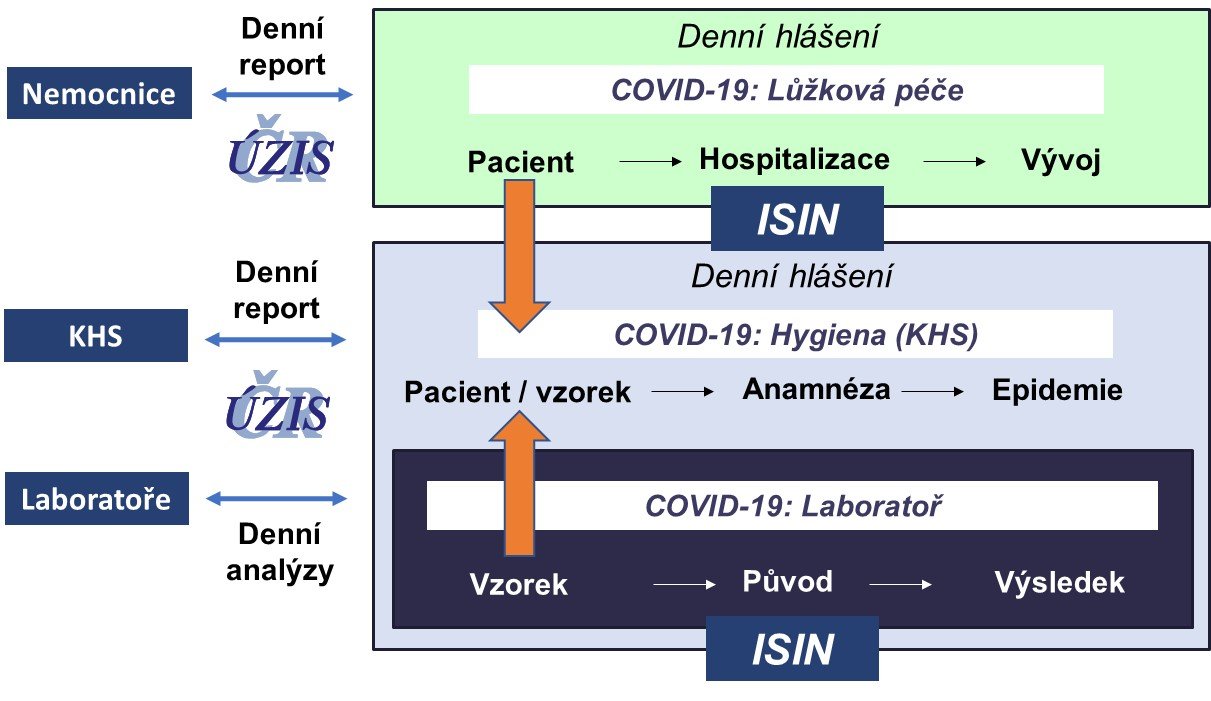 Denní
report
Nemocnice
ČR
ÚZIS
Denní hlášení
COVID-19: Lůžková péče
Pacient
Hospitalizace
Vývoj
ISIN
Denní
report
KHS
ČR
ÚZIS
Denní hlášení
COVID-19: Hygiena (KHS)
Pacient / vzorek
Anamnéza
Epidemie
Laboratoře
Denní
analýzy
COVID-19: Laboratoř
Vzorek
Původ
Výsledek
ISIN